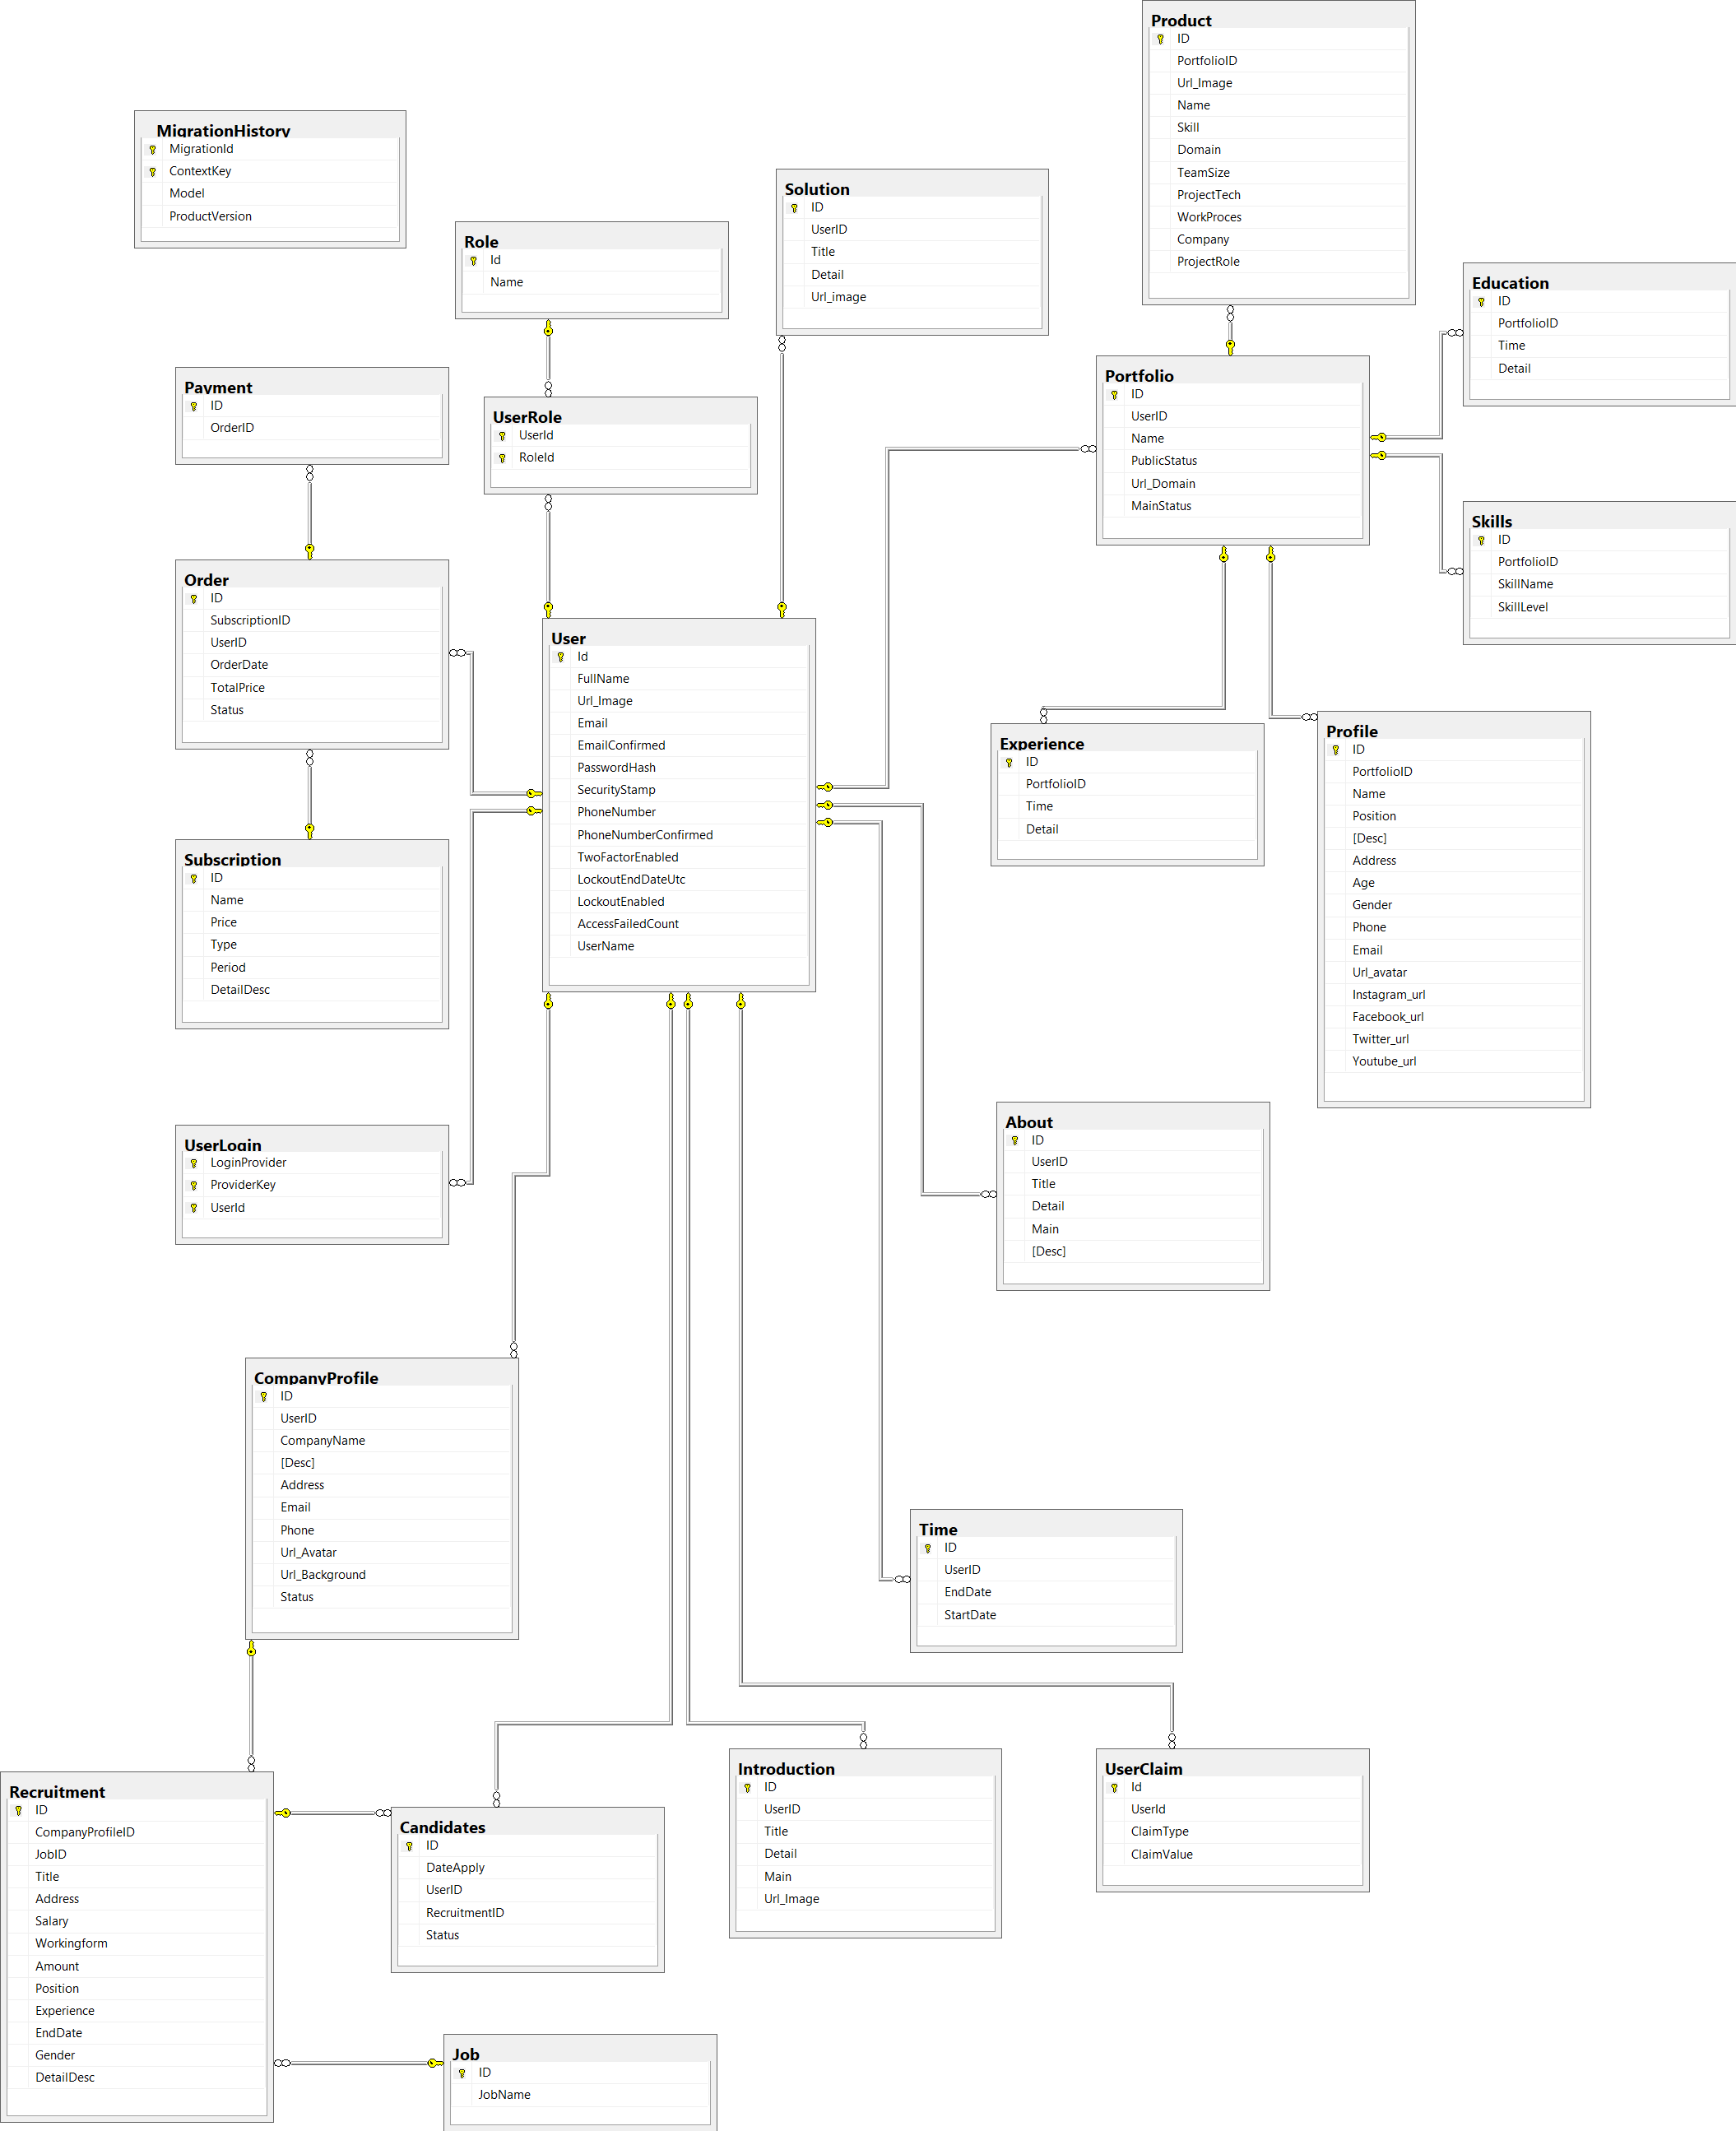 Product
ID
PortfolioID
Url_Image
Name
Skill
Domain
TeamSize
ProjectTech
WorkProces
Company
ProjectRole
MigrationHistory
MigrationId
ContextKey
Model
ProductVersion
Solution
ID
UserID
Title
Detail
Url_image
Role
Id
Name
Education
ID
PortfolioID
Time
Detail
Payment
ID
OrderID
Portfolio
ID
UserID
Name
PublicStatus
Url_Domain
MainStatus
UserRole
UserId
RoleId
Skills
ID
PortfolioID
SkillName
SkillLevel
Order
ID
SubscriptionID
UserID
OrderDate
TotalPrice
Status
User
Id
FullName
Url_Image
Email
EmailConfirmed
PasswordHash
SecurityStamp
PhoneNumber
PhoneNumberConfirmed
TwoFactorEnabled
LockoutEndDateUtc
LockoutEnabled
AccessFailedCount
UserName
Experience
ID
PortfolioID
Time
Detail
Profile
ID
PortfolioID
Name
Position
[Desc]
Address
Age
Gender
Phone
Email
Url_avatar
Instagram_url
Facebook_url
Twitter_url
Youtube_url
Subscription
ID
Name
Price
Type
Period
DetailDesc
About
ID
UserID
Title
Detail
Main
[Desc]
UserLogin
LoginProvider
ProviderKey
UserId
CompanyProfile
ID
UserID
CompanyName
[Desc]
Address
Email
Phone
Url_Avatar
Url_Background
Status
Time
ID
UserID
EndDate
StartDate
Recruitment
ID
CompanyProfileID
JobID
Title
Address
Salary
Workingform
Amount
Position
Experience
EndDate
Gender
DetailDesc
Candidates
ID
DateApply
UserID
RecruitmentID
Status
Introduction
ID
UserID
Title
Detail
Main
Url_Image
UserClaim
Id
UserId
ClaimType
ClaimValue
Job
ID
JobName